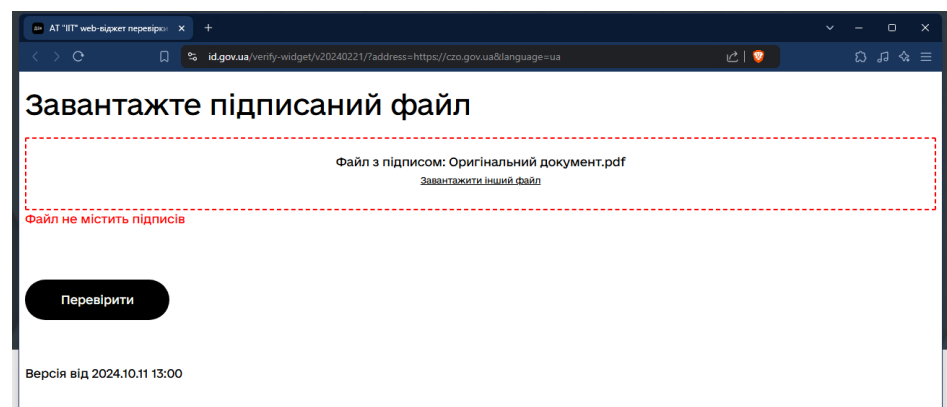 АТ "ІІТ" web-віджет перевірки
id.gov.ua/verify-widget/v20240221/?address=https://czo.gov.ua&language=ua
Завантажте підписаний файл
Файл з підписом: Оригінальний документ.pdf
Завантажити інший файл
Файл не містить підписів
Перевірити
Версія від 2024.10.11 13:00